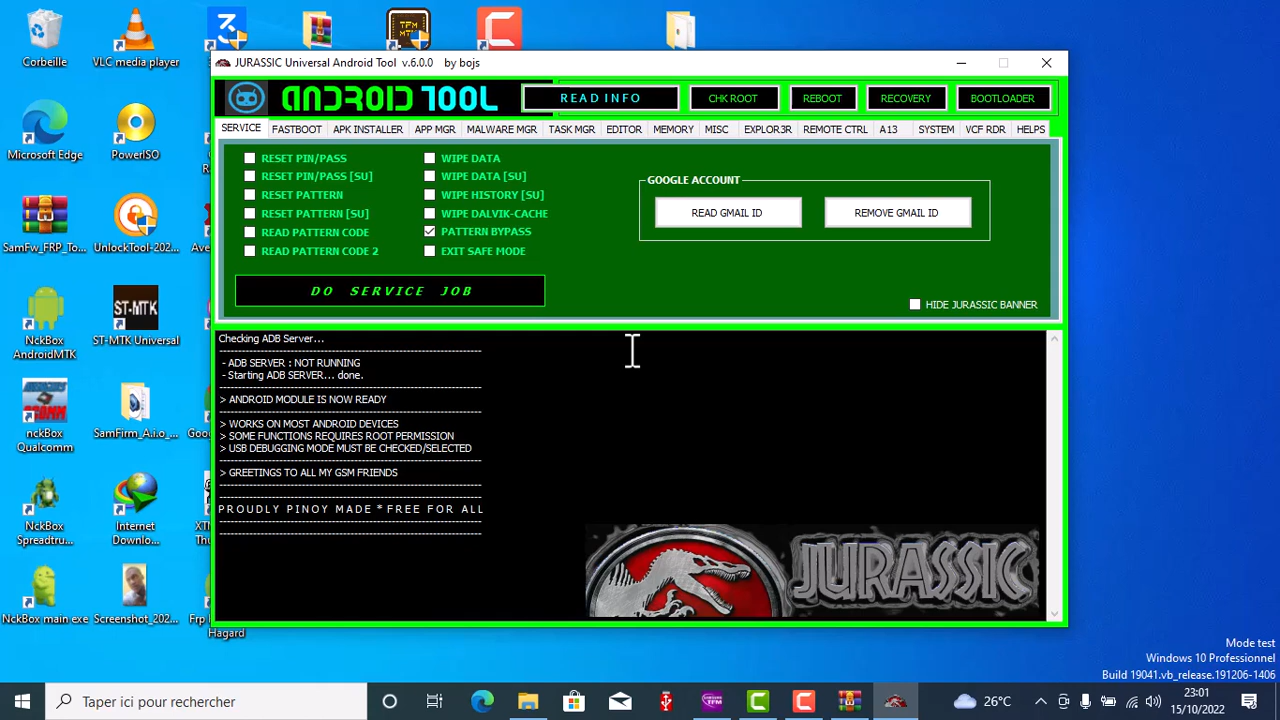 Corbeille
VLC media player
JURASSIC Universal Android Tool v.6.0.0 by bojs
ANDROID TOOL
READ INFO
CHK ROOT
REBOOT
RECOVERY
BOOTLOADER
SERVICE
FASTBOOT
APK INSTALLER
APP MGR
MALWARE MGR
TASK MGR
EDITOR
MEMORY
MISC
EXPLOR3R
REMOTE CTRL
A13
SYSTEM
VCF RDR
HELPS
RESET PIN/PASS
RESET PIN/PASS [SU]
RESET PATTERN
RESET PATTERN [SU]
READ PATTERN CODE
READ PATTERN CODE 2
WIPE DATA
WIPE DATA [SU]
WIPE HISTORY [SU]
WIPE DALVIK-CACHE
PATTERN BYPASS
EXIT SAFE MODE
GOOGLE ACCOUNT
READ GMAIL ID
REMOVE GMAIL ID
DO SERVICE JOB
HIDE JURASSIC BANNER
Checking ADB Server...
- ADB SERVER : NOT RUNNING
- Starting ADB SERVER... done.
> ANDROID MODULE IS NOW READY
> WORKS ON MOST ANDROID DEVICES
> SOME FUNCTIONS REQUIRES ROOT PERMISSION
> USB DEBUGGING MODE MUST BE CHECKED/SELECTED
> GREETINGS TO ALL MY GSM FRIENDS
PROUDLY PINOY MADE * FREE FOR ALL
JURASSIC
Microsoft Edge
PowerISO
SamFw_FRP_To...
UnlockTool-202...
NckBox AndroidMTK
ST-MTK
ST-MTK Universal
nckBox Qualcomm
SamFirm_A.i.o_...
NckBox Spreadtru...
Internet Downlo...
NckBox main exe
Screenshot_202...
Hagard
Mode test
Windows 10 Professionnel
Build 19041.vb_release.191206-1406
Taper ici pour rechercher
26°C
23:01
15/10/2022